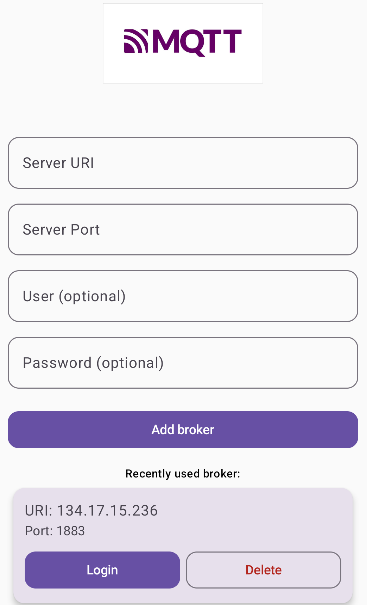 MQTT
Server URI
Server Port
User (optional)
Password (optional)
Add broker
Recently used broker:
URI: 134.17.15.236
Port: 1883
Login
Delete